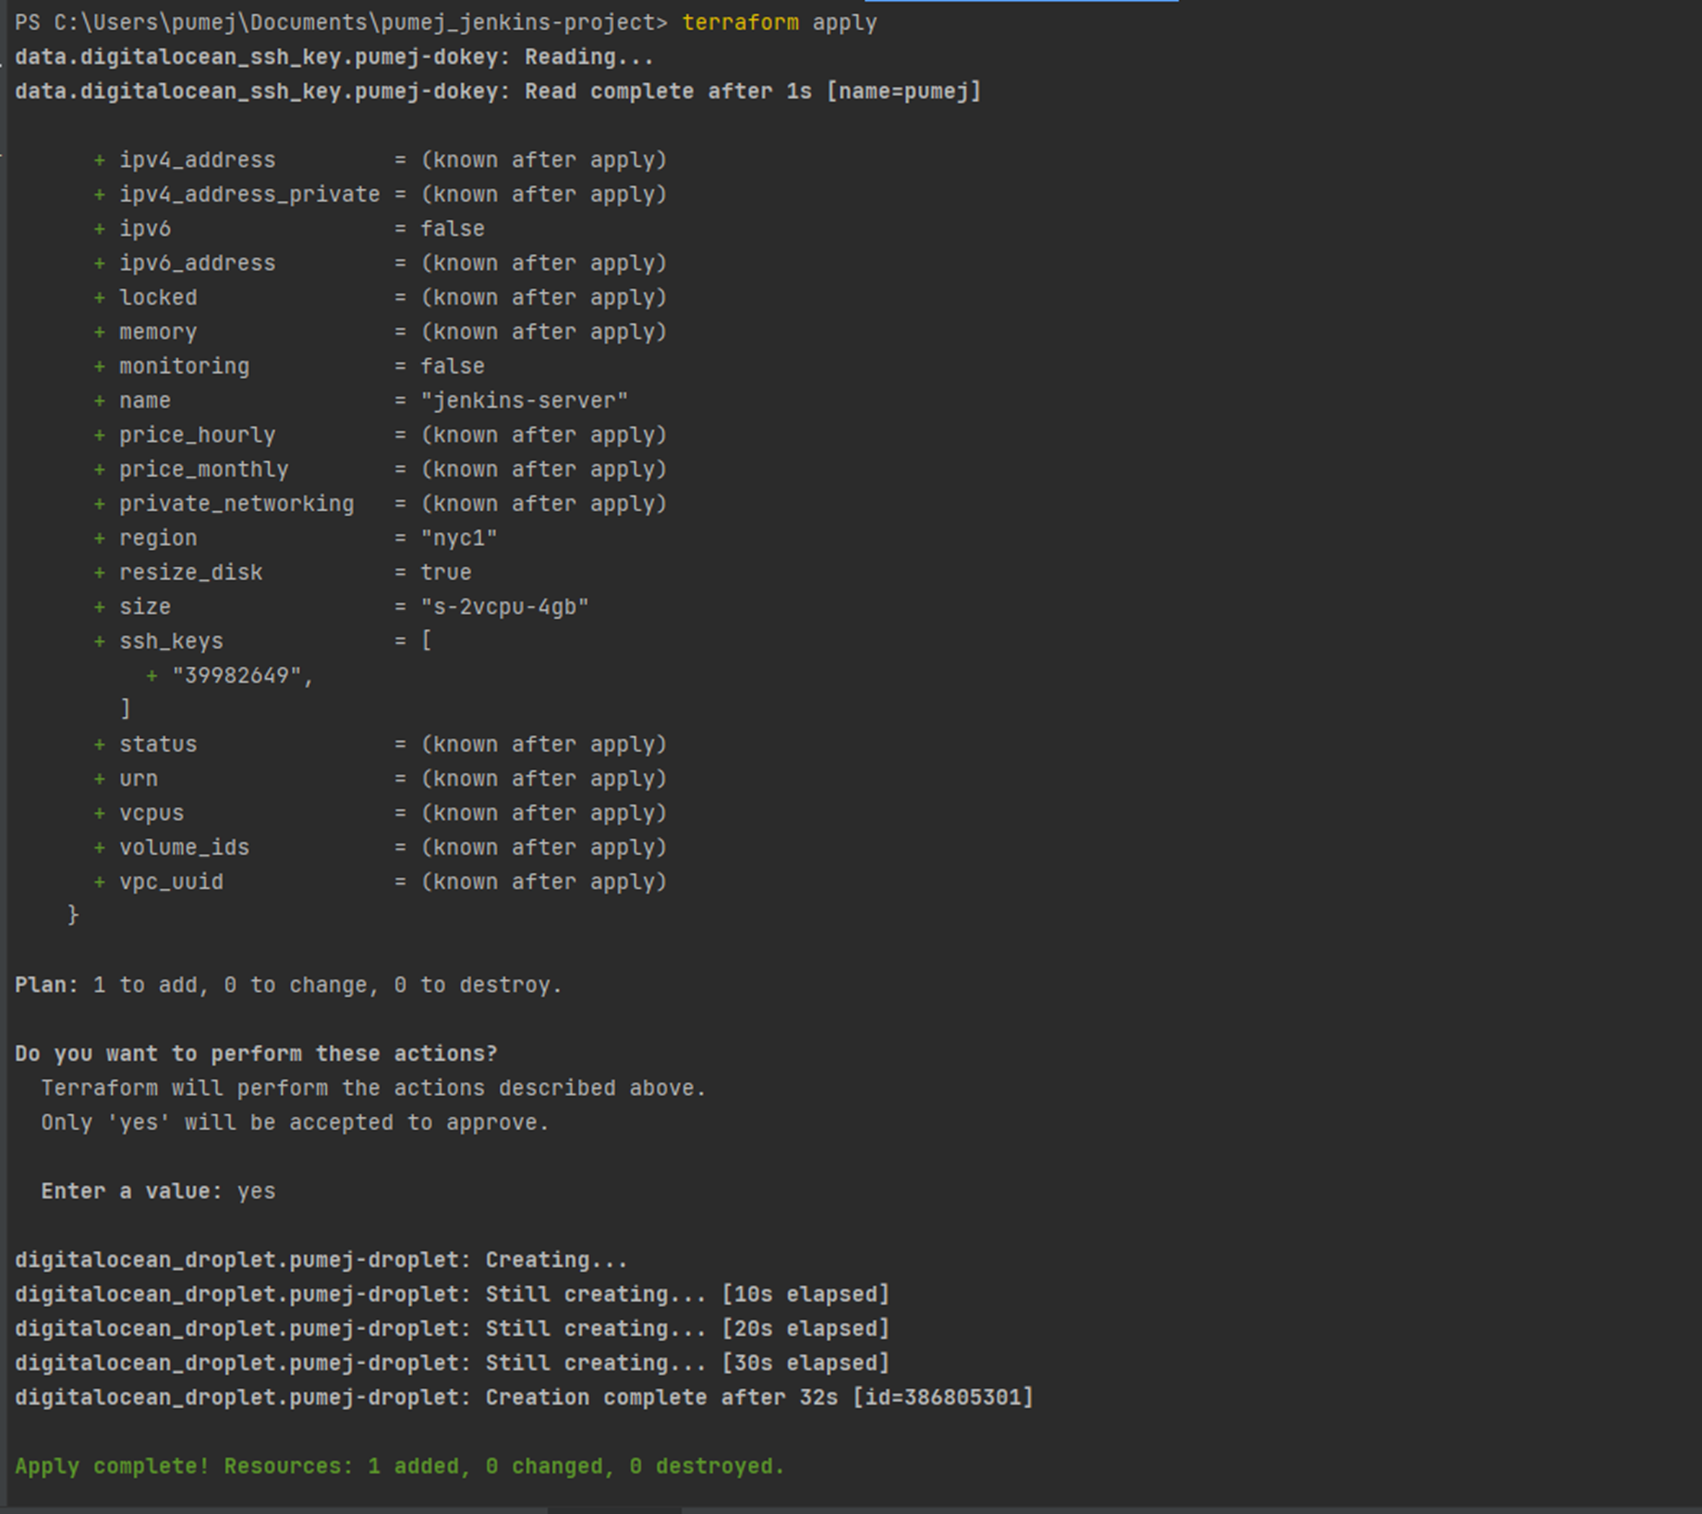 PS C:\Users\pumej\Documents\pumej_jenkins-project> terraform apply
data.digitalocean_ssh_key.pumej-dokey: Reading...
data.digitalocean_ssh_key.pumej-dokey: Read complete after 1s [name=pumej]
+ ipv4_address = (known after apply)
+ ipv4_address_private = (known after apply)
+ ipv6 = false
+ ipv6_address = (known after apply)
+ locked = (known after apply)
+ memory = (known after apply)
+ monitoring = false
+ name = "jenkins-server"
+ price_hourly = (known after apply)
+ price_monthly = (known after apply)
+ private_networking = (known after apply)
+ region = "nyc1"
+ resize_disk = true
+ size = "s-2vcpu-4gb"
+ ssh_keys = [
+ "39982649",
]
+ status = (known after apply)
+ urn = (known after apply)
+ vcpus = (known after apply)
+ volume_ids = (known after apply)
+ vpc_uuid = (known after apply)
}
Plan: 1 to add, 0 to change, 0 to destroy.
Do you want to perform these actions?
Terraform will perform the actions described above.
Only 'yes' will be accepted to approve.
Enter a value: yes
digitalocean_droplet.pumej-droplet: Creating...
digitalocean_droplet.pumej-droplet: Still creating... [10s elapsed]
digitalocean_droplet.pumej-droplet: Still creating... [20s elapsed]
digitalocean_droplet.pumej-droplet: Still creating... [30s elapsed]
digitalocean_droplet.pumej-droplet: Creation complete after 32s [id=386805301]
Apply complete! Resources: 1 added, 0 changed, 0 destroyed.